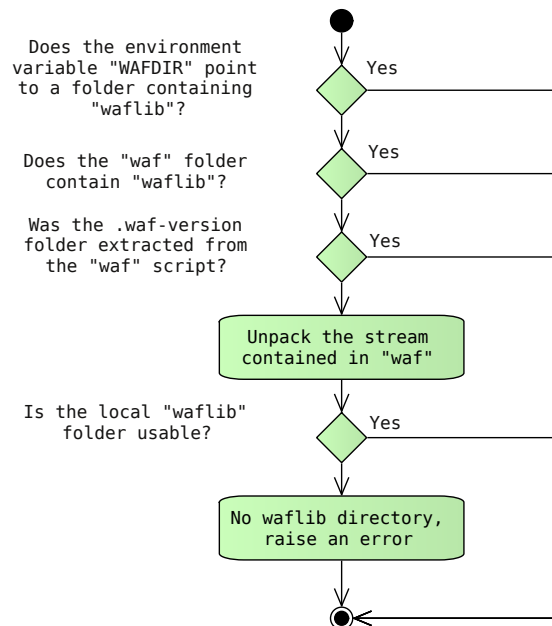 Does the environment
variable "WAFDIR" point
to a folder containing
"waflib"?
Yes
Does the "waf" folder
contain "waflib"?
Yes
Was the .waf-version
folder extracted from
the "waf" script?
Yes
Unpack the stream
contained in "waf"
Is the local "waflib"
folder usable?
Yes
No waflib directory,
raise an error